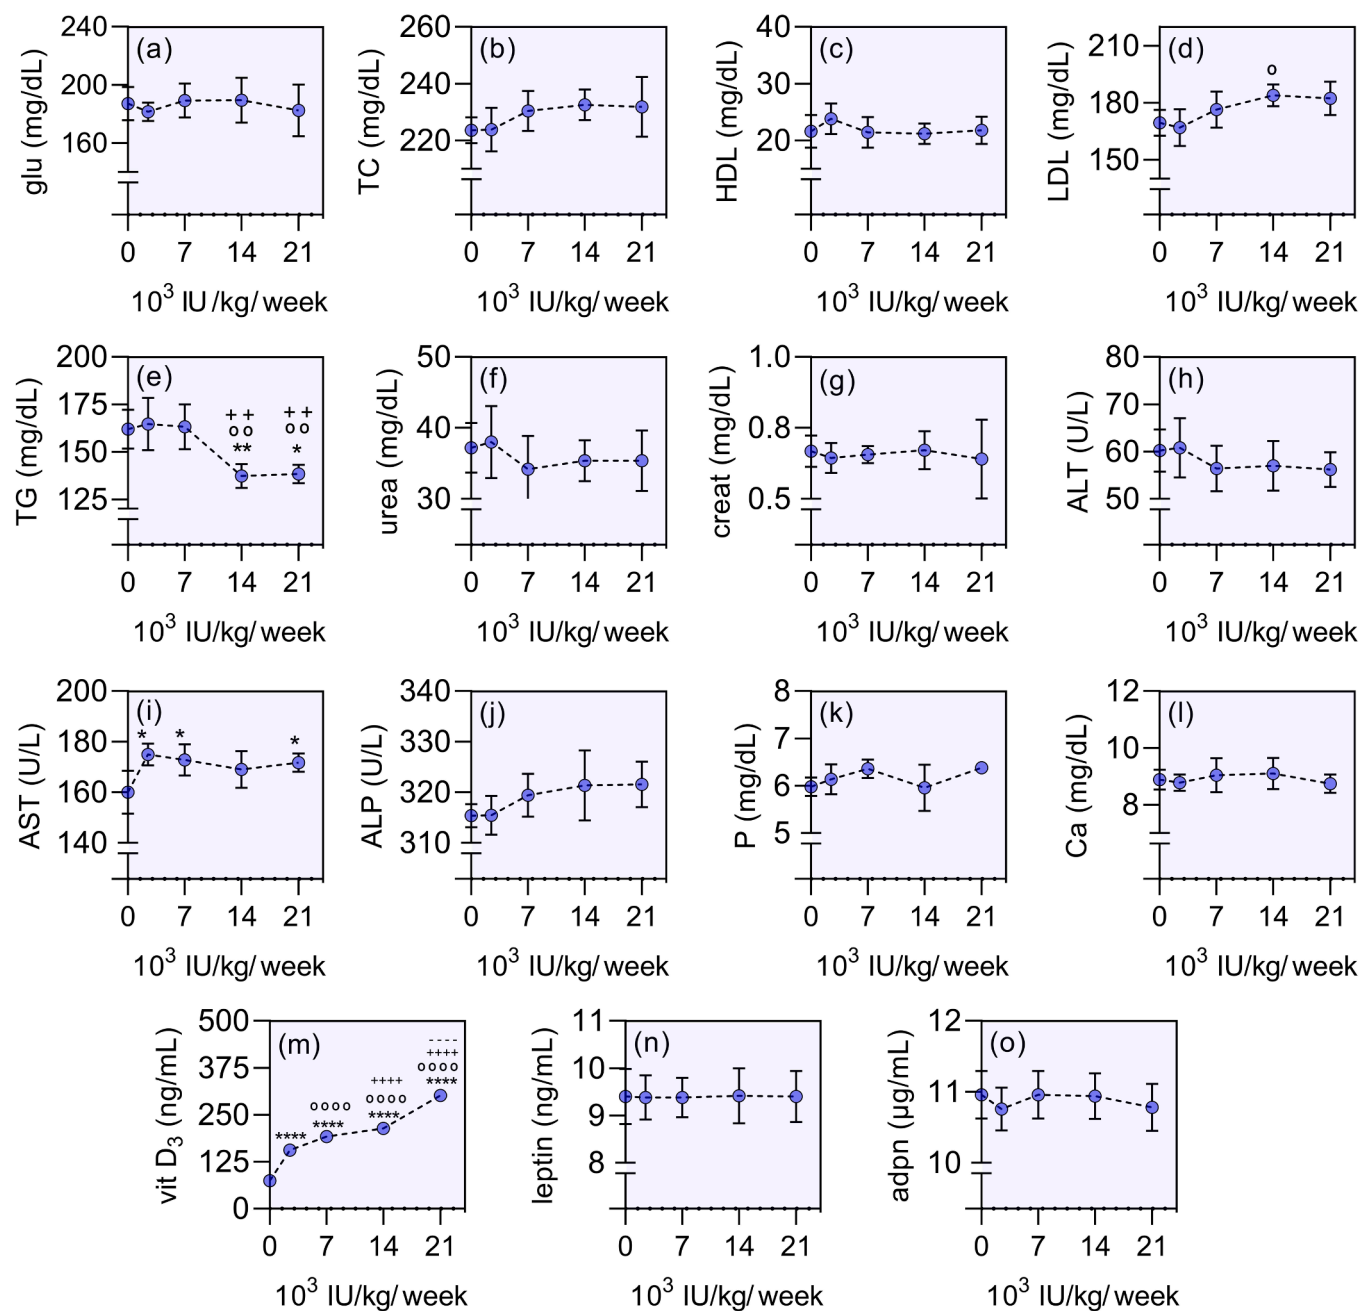 (a)
glu (mg/dL)
240
200
160
0 7 14 21
10³ IU/kg/week
(b)
TC (mg/dL)
260
240
220
0 7 14 21
10³ IU/kg/week
(c)
HDL (mg/dL)
40
30
20
0 7 14 21
10³ IU/kg/week
(d)
LDL (mg/dL)
210
180
150
o
0 7 14 21
10³ IU/kg/week
(e)
TG (mg/dL)
200
175
150
125
++ ++
oo oo
** *
0 7 14 21
10³ IU/kg/week
(f)
urea (mg/dL)
50
40
30
0 7 14 21
10³ IU/kg/week
(g)
creat (mg/dL)
1.0
0.8
0.5
0 7 14 21
10³ IU/kg/week
(h)
ALT (U/L)
80
70
60
50
0 7 14 21
10³ IU/kg/week
(i)
AST (U/L)
200
180
160
140
* * *
0 7 14 21
10³ IU/kg/week
(j)
ALP (U/L)
340
330
320
310
0 7 14 21
10³ IU/kg/week
(k)
P (mg/dL)
8
7
6
5
0 7 14 21
10³ IU/kg/week
(l)
Ca (mg/dL)
12
10
8
0 7 14 21
10³ IU/kg/week
(m)
vit D₃ (ng/mL)
500
375
250
125
0
----
++++ ++++
oooo oooo oooo
**** **** **** ****
0 7 14 21
10³ IU/kg/week
(n)
leptin (ng/mL)
11
10
9
8
0 7 14 21
10³ IU/kg/week
(o)
adpn (µg/mL)
12
11
10
0 7 14 21
10³ IU/kg/week